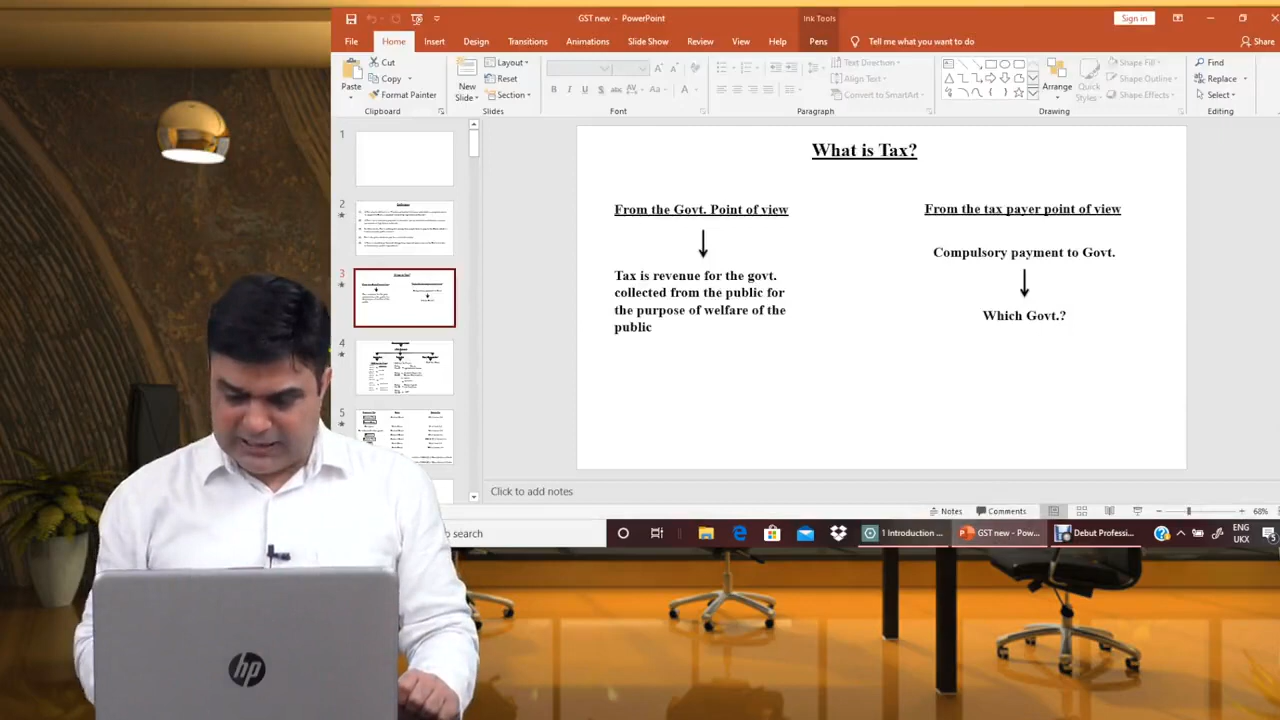 GST new - PowerPoint
Ink Tools
Sign in
File
Home
Insert
Design
Transitions
Animations
Slide Show
Review
View
Help
Pens
Tell me what you want to do
Share
Paste
Cut
Copy
Format Painter
Clipboard
New
Slide
Layout
Reset
Section
Slides
Font
Text Direction
Align Text
Convert to SmartArt
Paragraph
Arrange
Quick
Styles
Shape Fill
Shape Outline
Shape Effects
Drawing
Find
Replace
Select
Editing
1
2
3
4
5
What is Tax?
From the Govt. Point of view
Tax is revenue for the govt.
collected from the public for
the purpose of welfare of the
public
From the tax payer point of view
Compulsory payment to Govt.
Which Govt.?
Click to add notes
Notes
Comments
68%
search
1 Introduction ...
GST new - Pow...
Debut Professi...
ENG
UKX
hp